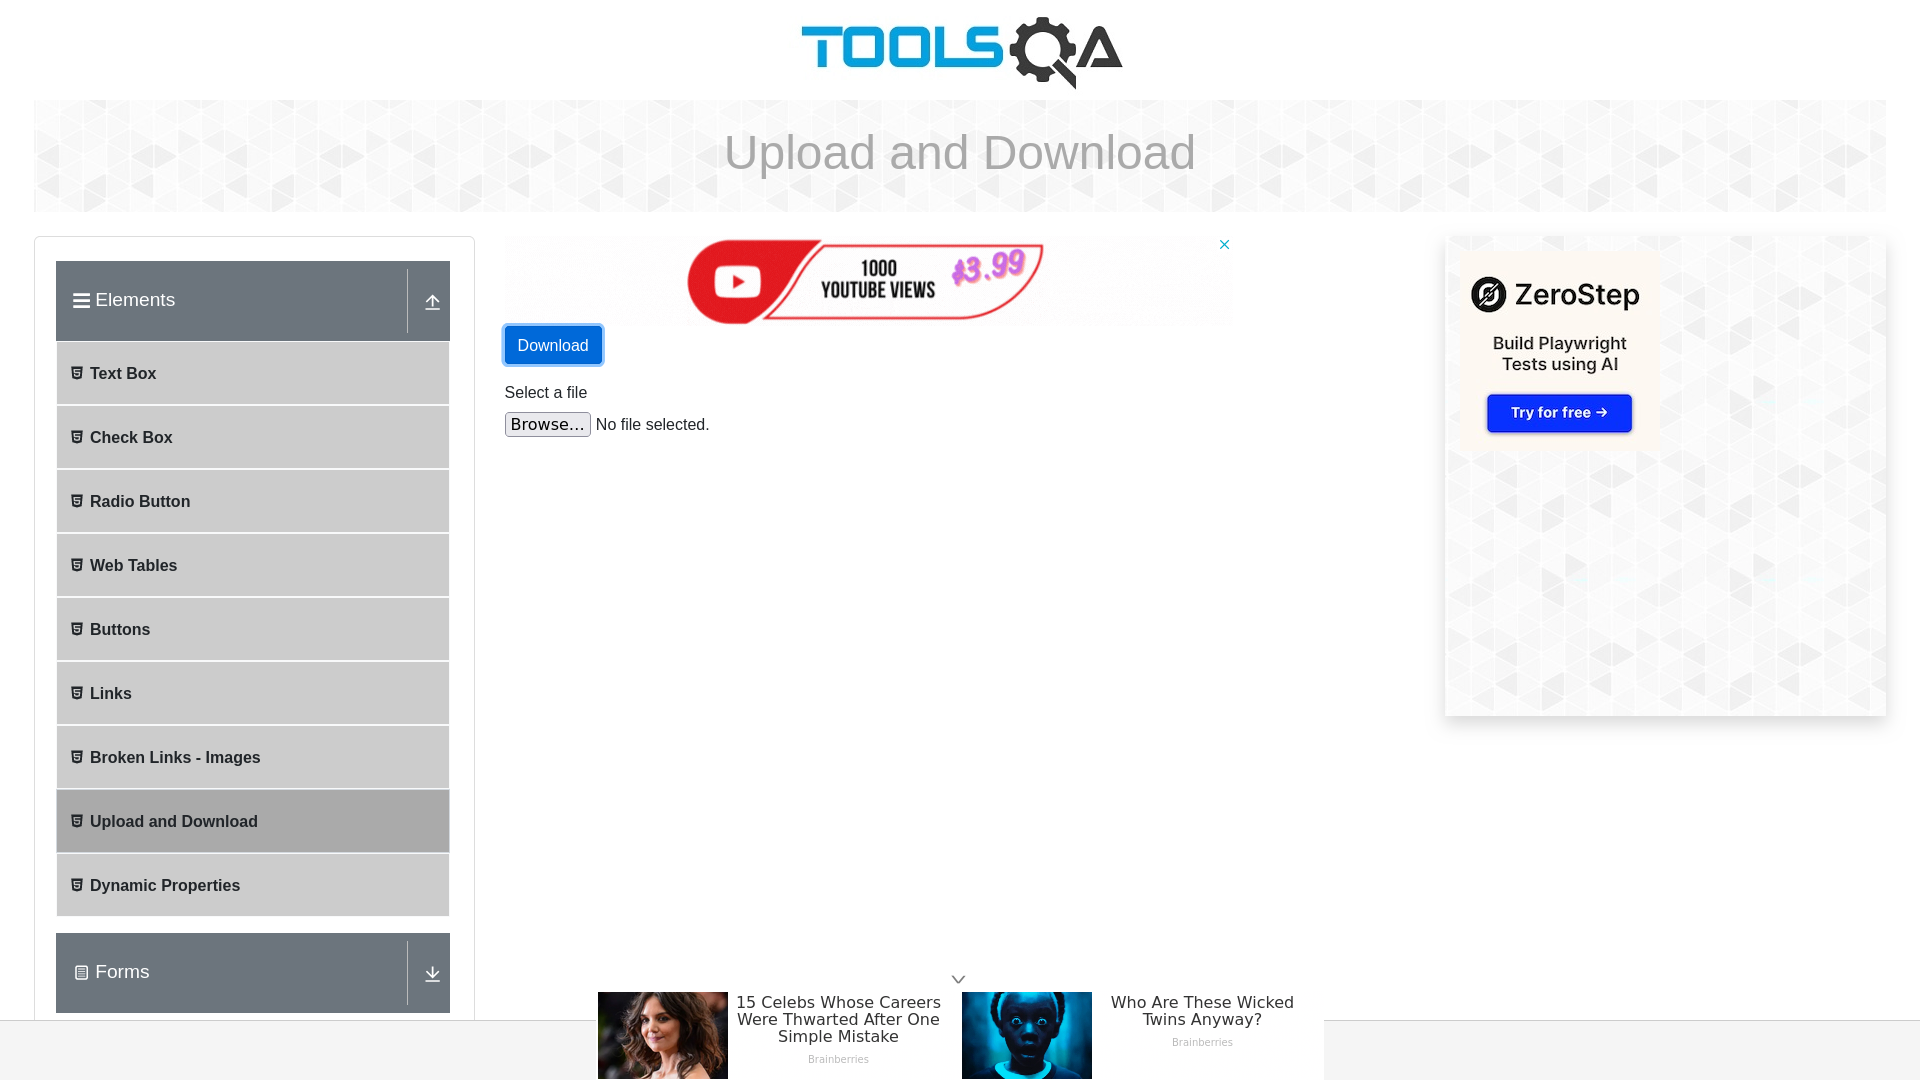 TOOLSQA
Upload and Download
Elements
Text Box
Check Box
Radio Button
Web Tables
Buttons
Links
Broken Links - Images
Upload and Download
Dynamic Properties
Forms
1000
YOUTUBE VIEWS
$3.99
Download
Select a file
Browse... No file selected.
ZeroStep
Build Playwright
Tests using AI
Try for free →
15 Celebs Whose Careers
Were Thwarted After One
Simple Mistake
Brainberries
Who Are These Wicked
Twins Anyway?
Brainberries